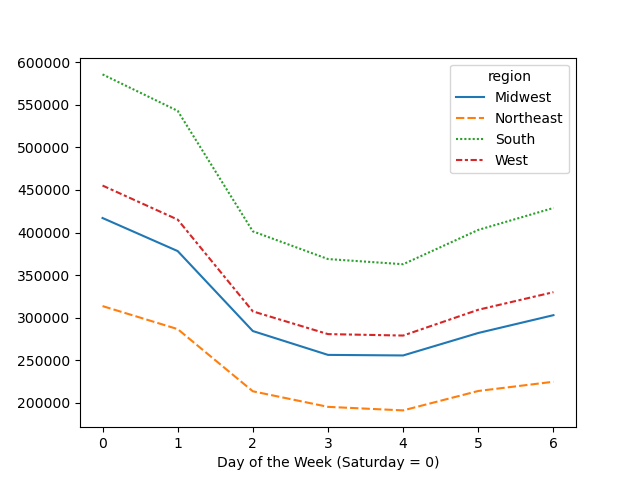 600000
550000
500000
450000
400000
350000
300000
250000
200000
region
Midwest
Northeast
South
West
0 1 2 3 4 5 6
Day of the Week (Saturday = 0)